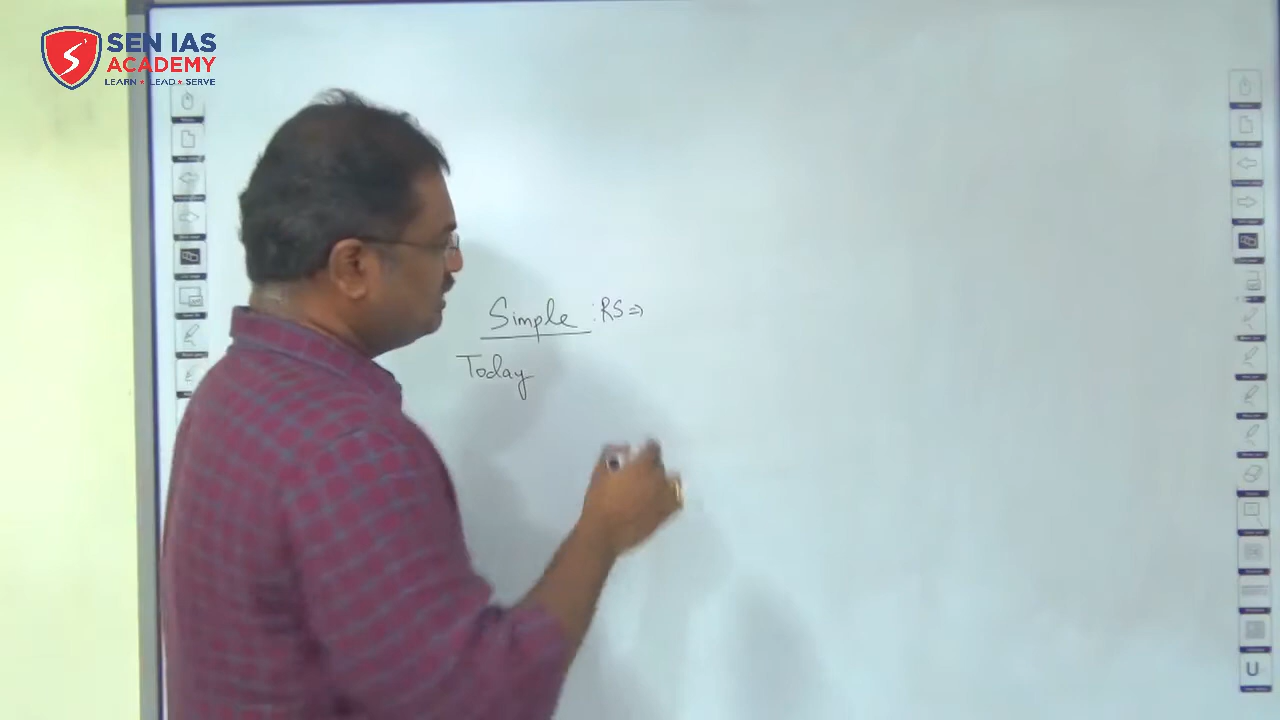 SEN IAS
ACADEMY
LEARN ★ LEAD ★ SERVE
Simple : RS ⇒
Today
U